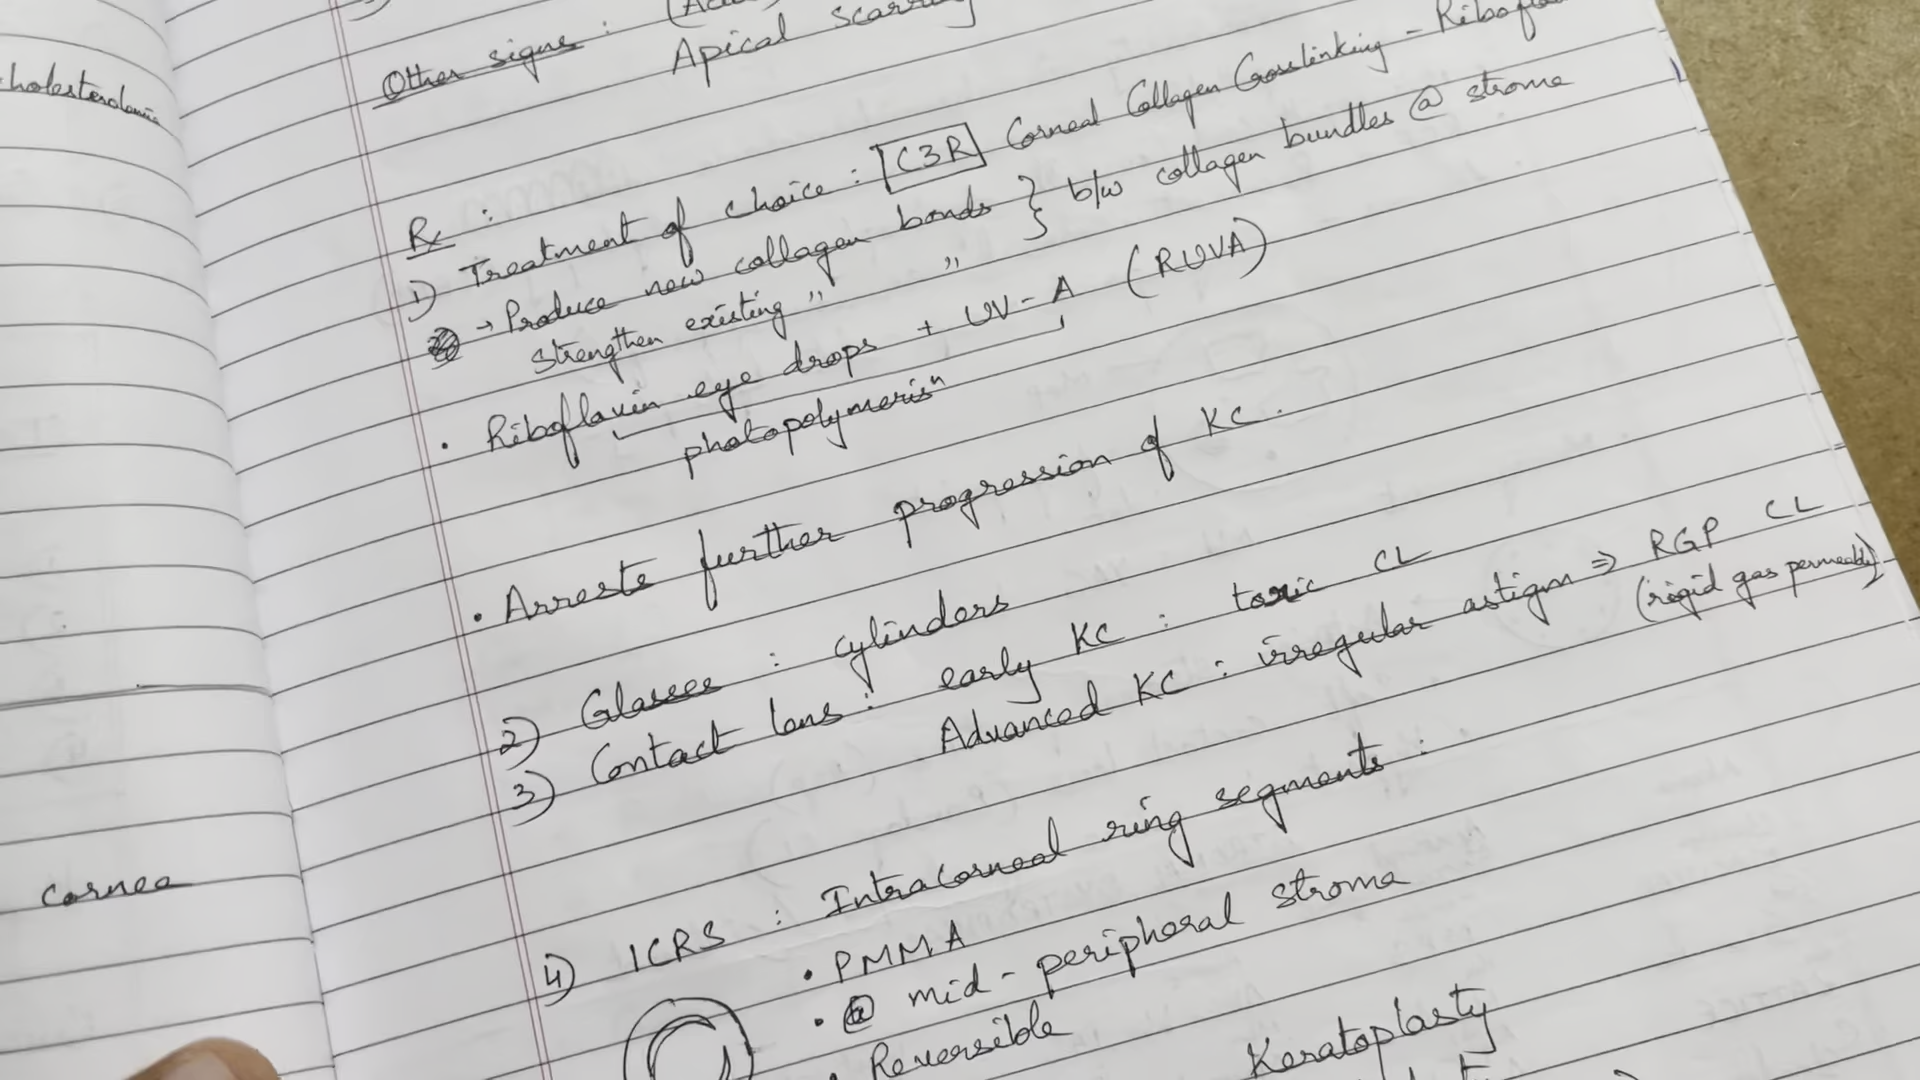 holesterolemia
cornea
Other signs :
Apical scarring
Rx :
1) Treatment of choice : C3R Corneal Collagen Crosslinking -
→ Produce new collagen bonds } b/w collagen bundles @ stroma
Strengthen existing " "
• Riboflavin eye drops + UV-A (RUVA)
photopolymerisn
• Arrests further progression of KC.
2) Glasses : cylinders
3) Contact lens : early KC : toric CL
Advanced KC : irregular astigm ⇒ RGP CL
(rigid gas permeable)
4) ICRS : Intracorneal ring segments :
• PMMA
• @ mid-peripheral stroma
• Reversible
Keratoplasty